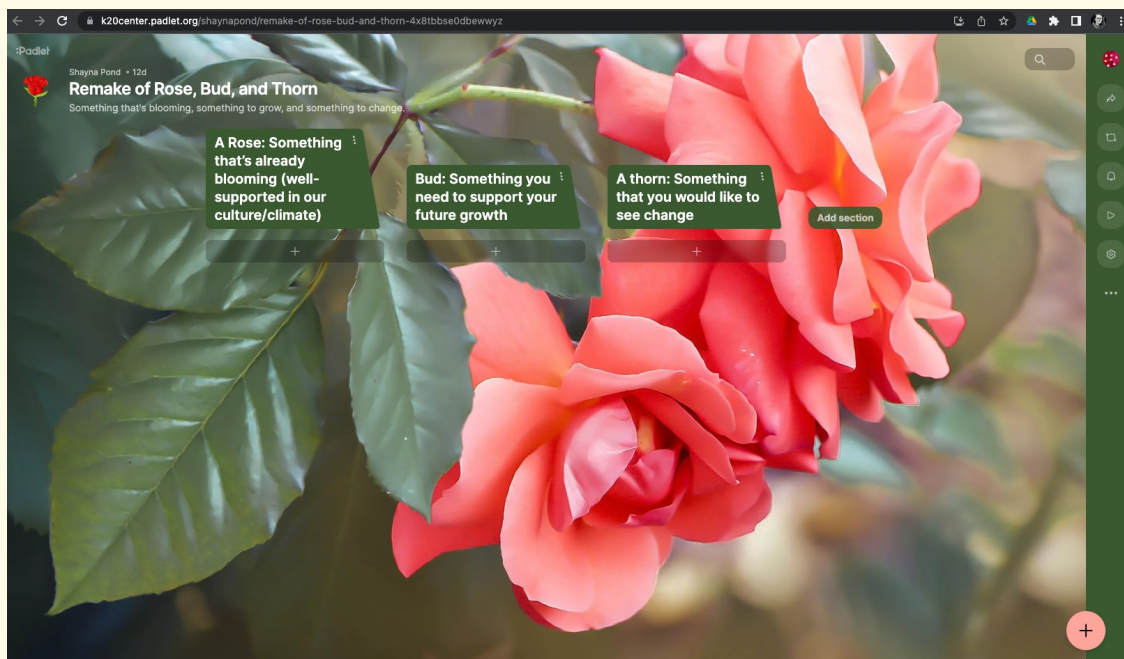 k20center.padlet.org/shaynapond/remake-of-rose-bud-and-thorn-4x8tbbse0dbewwyz
:Padlet
Shayna Pond • 12d
Remake of Rose, Bud, and Thorn
Something that's blooming, something to grow, and something to change.
A Rose: Something
that's already
blooming (well-
supported in our
culture/climate)
Bud: Something you
need to support your
future growth
A thorn: Something
that you would like to
see change
Add section